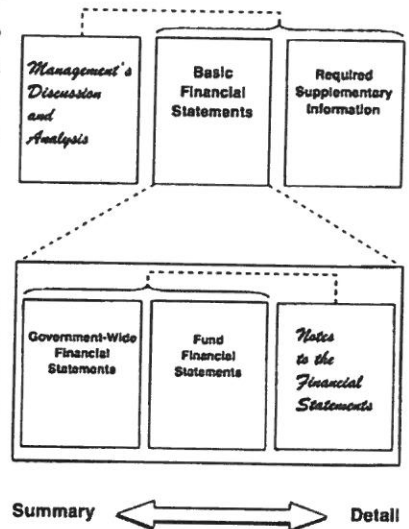 Management's
Discussion
and
Analysis
Basic
Financial
Statements
Required
Supplementary
Information
Government-Wide
Financial
Statements
Fund
Financial
Statements
Notes
to the
Financial
Statements
Summary
Detail